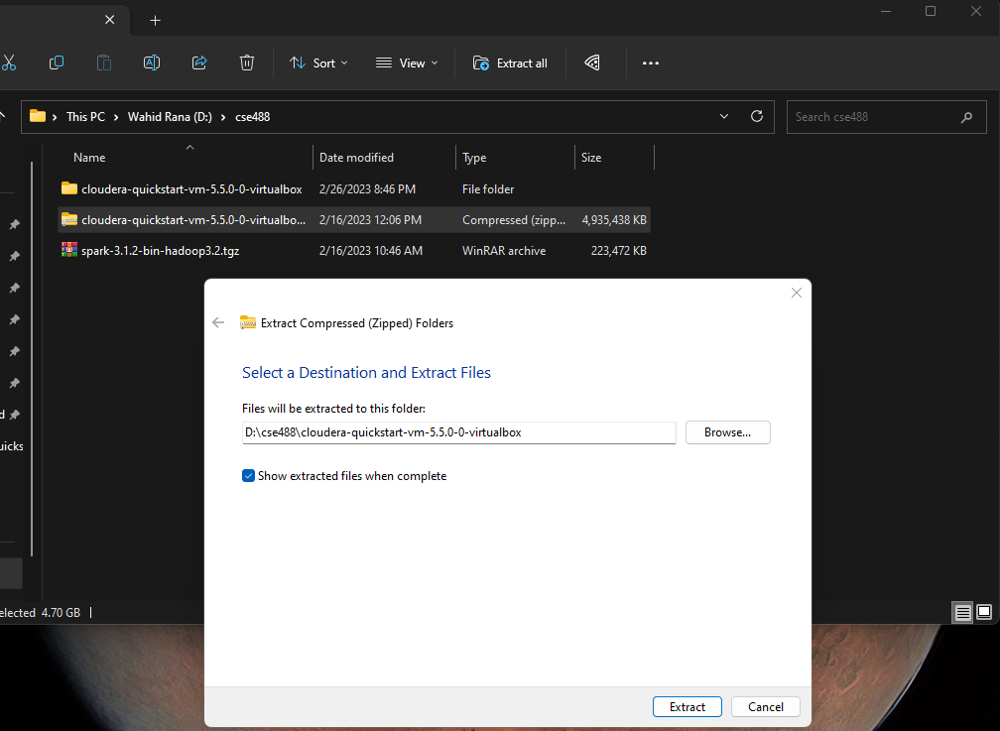 Sort
View
Extract all
This PC > Wahid Rana (D:) > cse488
Search cse488
Name Date modified Type Size
cloudera-quickstart-vm-5.5.0-0-virtualbox 2/26/2023 8:46 PM File folder
cloudera-quickstart-vm-5.5.0-0-virtualbo... 2/16/2023 12:06 PM Compressed (zipp... 4,935,438 KB
spark-3.1.2-bin-hadoop3.2.tgz 2/16/2023 10:46 AM WinRAR archive 223,472 KB
Extract Compressed (Zipped) Folders
Select a Destination and Extract Files
Files will be extracted to this folder:
D:\cse488\cloudera-quickstart-vm-5.5.0-0-virtualbox
Browse...
Show extracted files when complete
d
uicks
elected 4.70 GB
Extract
Cancel